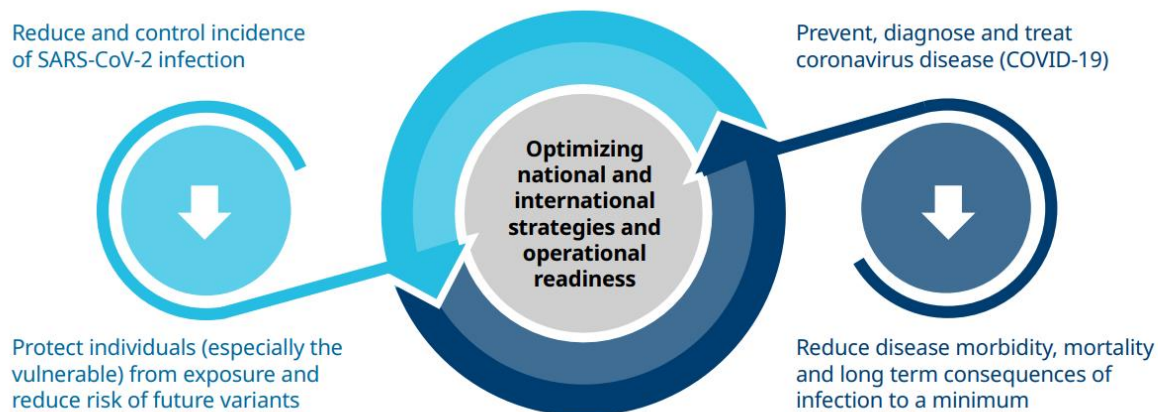 Reduce and control incidence
of SARS-CoV-2 infection
Protect individuals (especially the
vulnerable) from exposure and
reduce risk of future variants
Optimizing
national and
international
strategies and
operational
readiness
Prevent, diagnose and treat
coronavirus disease (COVID-19)
Reduce disease morbidity, mortality
and long term consequences of
infection to a minimum